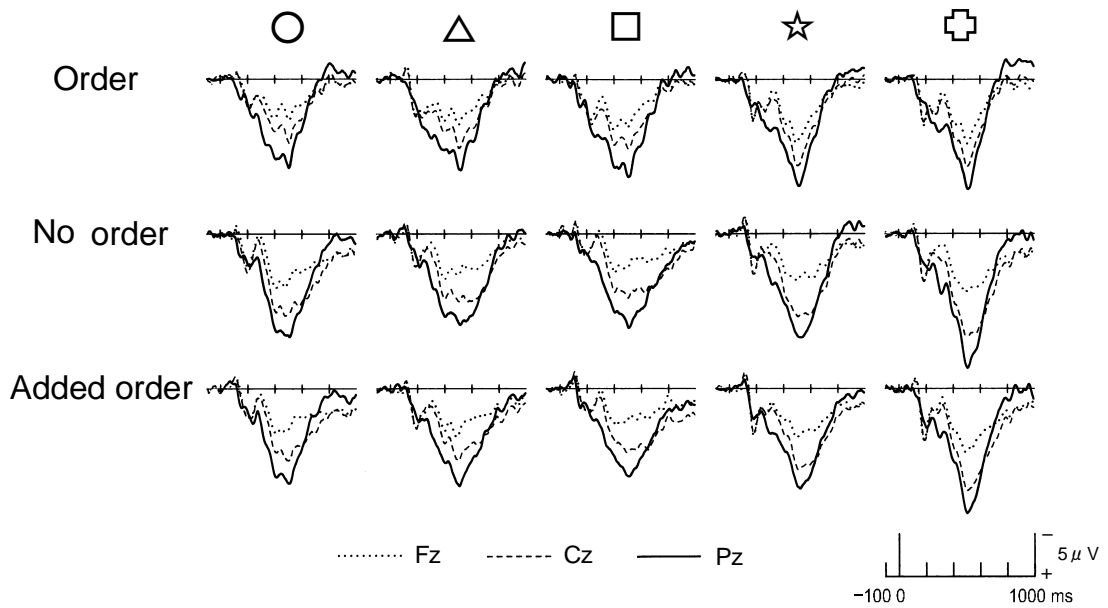 Order
No order
Added order
Fz Cz Pz
−
5 μ V
+
−100 0 1000 ms